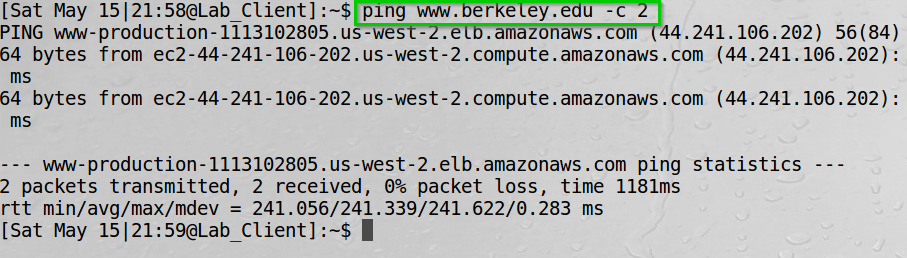 [Sat May 15|21:58@Lab_Client]:~$ ping www.berkeley.edu -c 2
PING www-production-1113102805.us-west-2.elb.amazonaws.com (44.241.106.202) 56(84)
64 bytes from ec2-44-241-106-202.us-west-2.compute.amazonaws.com (44.241.106.202):
ms
64 bytes from ec2-44-241-106-202.us-west-2.compute.amazonaws.com (44.241.106.202):
ms
--- www-production-1113102805.us-west-2.elb.amazonaws.com ping statistics ---
2 packets transmitted, 2 received, 0% packet loss, time 1181ms
rtt min/avg/max/mdev = 241.056/241.339/241.622/0.283 ms
[Sat May 15|21:59@Lab_Client]:~$